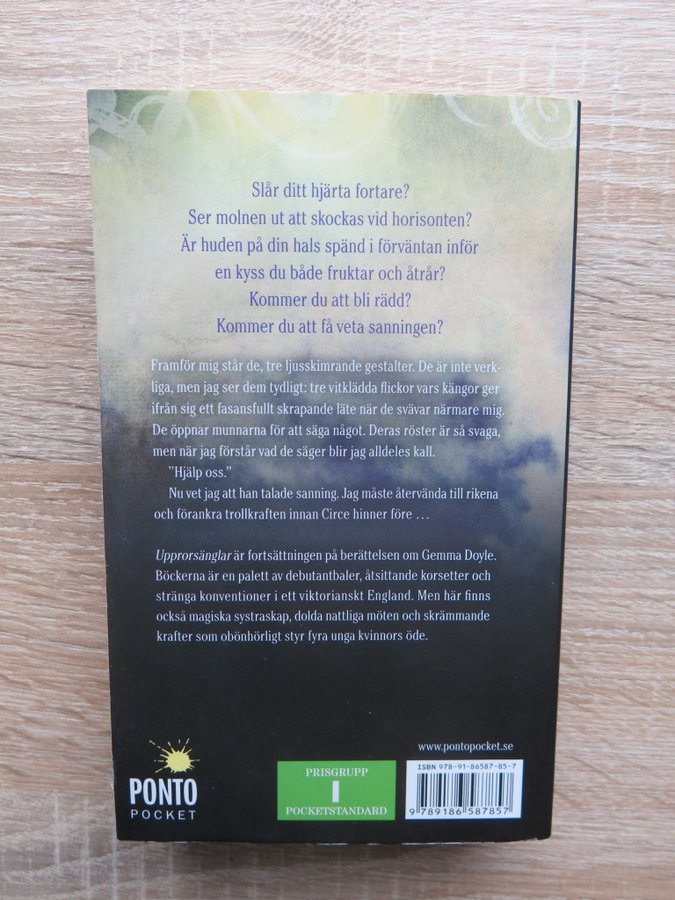 Slår ditt hjärta fortare?
Ser molnen ut att skockas vid horisonten?
Är huden på din hals spänd i förväntan inför
en kyss du både fruktar och åtrår?
Kommer du att bli rädd?
Kommer du att få veta sanningen?
Framför mig står de, tre ljusskimrande gestalter. De är inte verk-
liga, men jag ser dem tydligt: tre vitklädda flickor vars kängor ger
ifrån sig ett fasansfullt skrapande läte när de svävar närmare mig.
De öppnar munnarna för att säga något. Deras röster är så svaga,
men när jag förstår vad de säger blir jag alldeles kall.
”Hjälp oss.”
Nu vet jag att han talade sanning. Jag måste återvända till rikena
och förankra trollkraften innan Circe hinner före …
Upprorsänglar är fortsättningen på berättelsen om Gemma Doyle.
Böckerna är en palett av debutantbaler, åtsittande korsetter och
stränga konventioner i ett viktorianskt England. Men här finns
också magiska systraskap, dolda nattliga möten och skrämmande
krafter som obönhörligt styr fyra unga kvinnors öde.
www.pontopocket.se
PONTO
POCKET
PRISGRUPP
I
POCKETSTANDARD
ISBN 978-91-86587-85-7
9 789186 587857